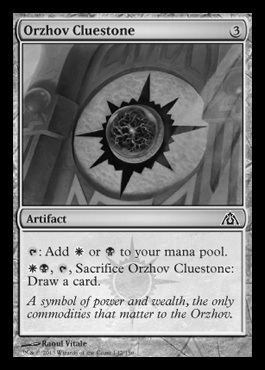 Orzhov Cluestone 3
Artifact
: Add or to your mana pool.
, , Sacrifice Orzhov Cluestone:
Draw a card.
A symbol of power and wealth, the only
commodities that matter to the Orzhov.
Raoul Vitale